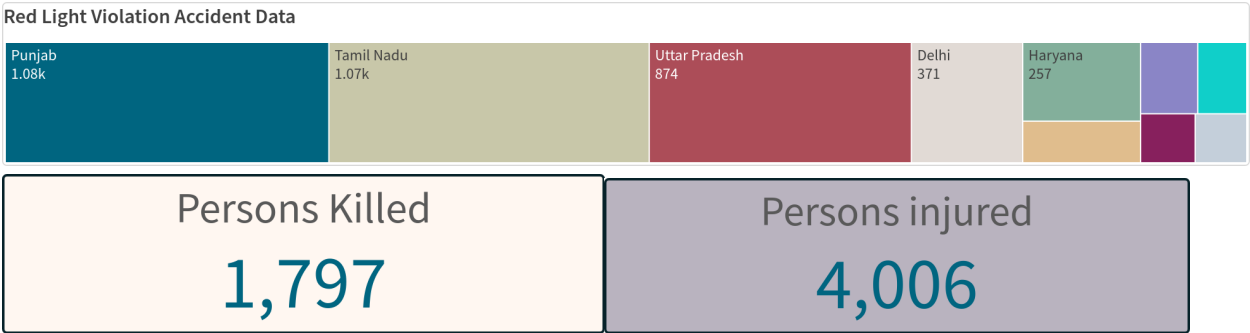 Red Light Violation Accident Data
Punjab
1.08k
Tamil Nadu
1.07k
Uttar Pradesh
874
Delhi
371
Haryana
257
Persons Killed
1,797
Persons injured
4,006